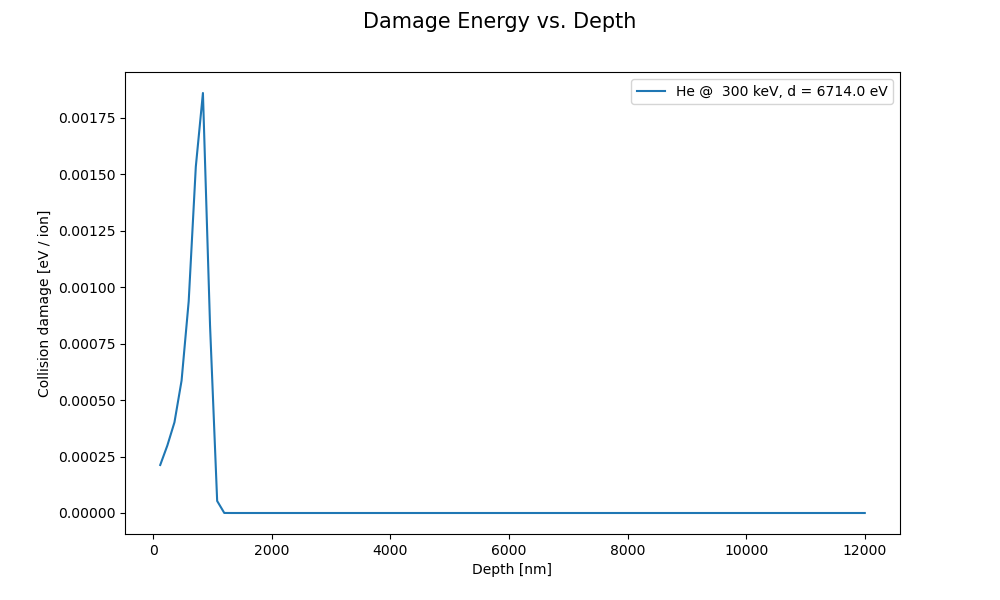 Damage Energy vs. Depth
He @  300 keV, d = 6714.0 eV
Collision damage [eV / ion]
0.00175
0.00150
0.00125
0.00100
0.00075
0.00050
0.00025
0.00000
0 2000 4000 6000 8000 10000 12000
Depth [nm]